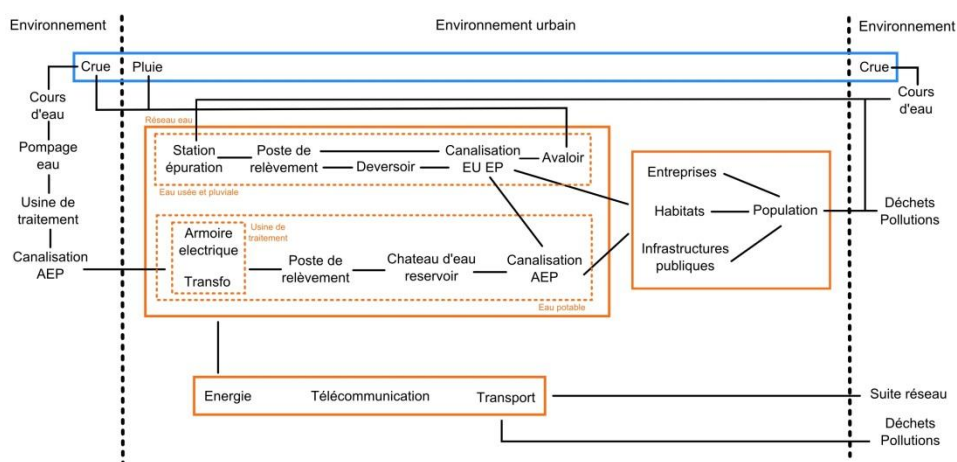 Environnement
Environnement urbain
Environnement
Crue
Pluie
Crue
Cours
d'eau
Cours
d'eau
Réseau eau
Station
épuration
Poste de
relèvement
Deversoir
Canalisation
EU EP
Avaloir
Eau usée et pluviale
Pompage
eau
Usine de
traitement
Canalisation
AEP
Usine de
traitement
Armoire
electrique
Transfo
Poste de
relèvement
Chateau d'eau
reservoir
Canalisation
AEP
Eau potable
Entreprises
Habitats
Population
Infrastructures
publiques
Déchets
Pollutions
Energie
Télécommunication
Transport
Suite réseau
Déchets
Pollutions